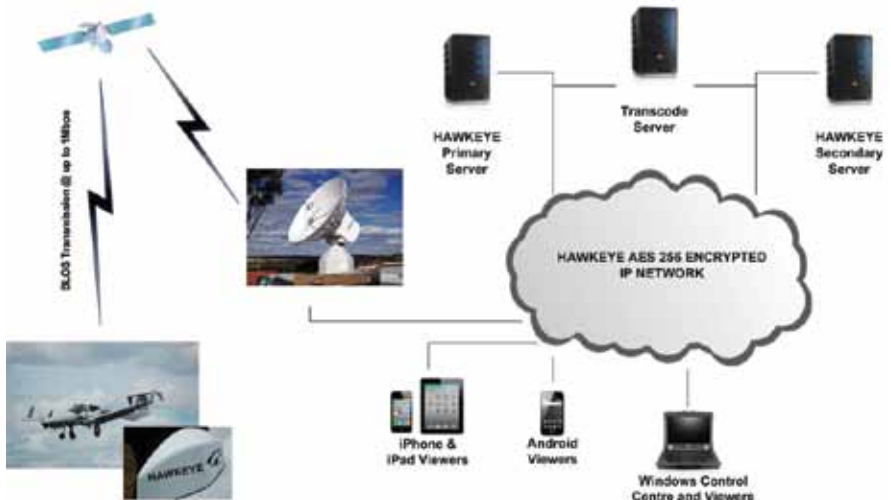 HAWKEYE
Primary
Server
Transcode
Server
HAWKEYE
Secondary
Server
BLOS Transmission @ up to 1Mbps
HAWKEYE AES 256 ENCRYPTED
IP NETWORK
HAWKEYE
iPhone &
iPad Viewers
Android
Viewers
Windows Control
Centre and Viewers